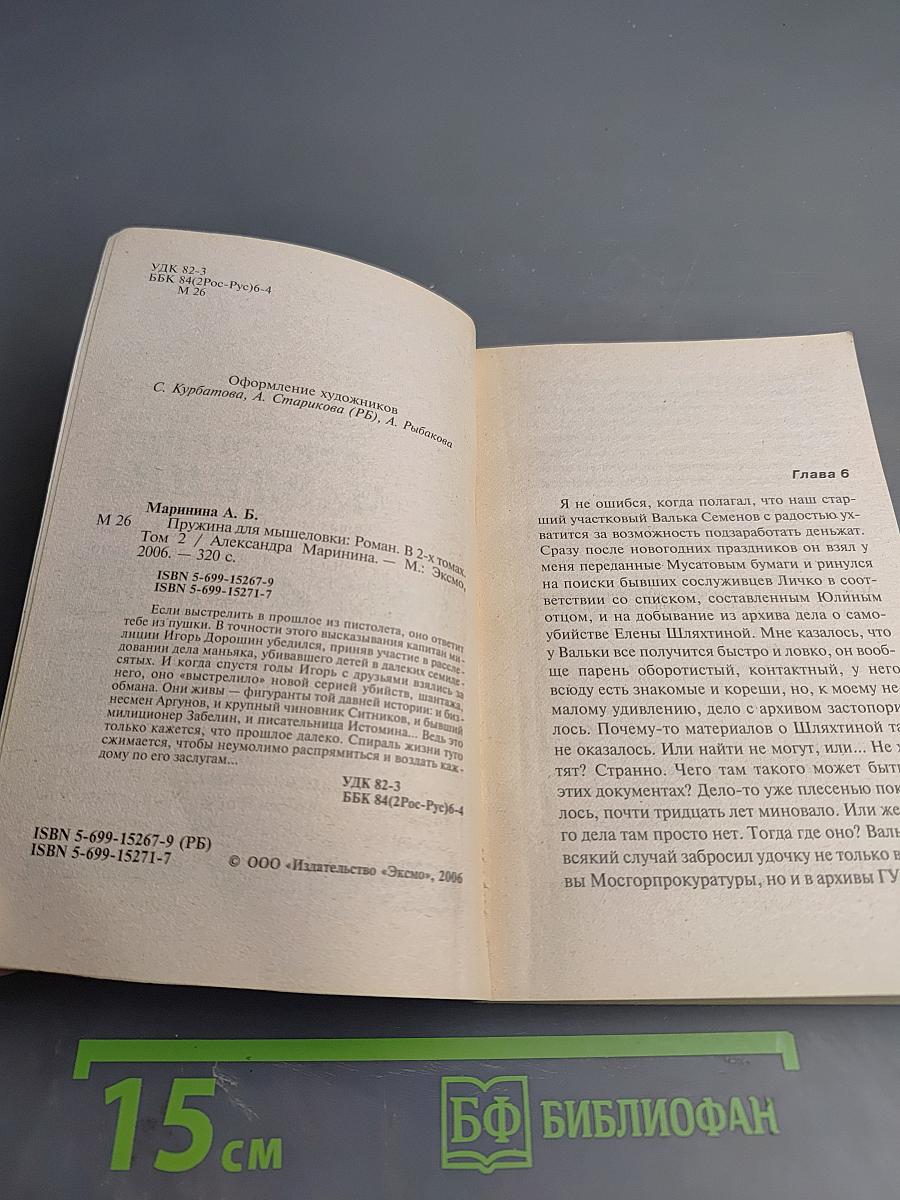 УДК 82-3
ББК 84(2Рос-Рус)6-4
М 26
Оформление художников
С. Курбатова, А. Старикова (РБ), А. Рыбакова
Маринина А. Б.
М 26 Пружина для мышеловки: Роман. В 2-х томах.
Том 2 / Александра Маринина. — М.: Эксмо,
2006. — 320 с.
ISBN 5-699-15267-9
ISBN 5-699-15271-7
Если выстрелить в прошлое из пистолета, оно ответит
тебе из пушки. В точности этого высказывания капитан ми-
лиции Игорь Дорошин убедился, приняв участие в рассле-
довании дела маньяка, убивавшего детей в далеких семиде-
сятых. И когда спустя годы Игорь с друзьями взялись за
него, оно «выстрелило» новой серией убийств, шантажа,
обмана. Они живы — фигуранты той давней истории: и биз-
несмен Аргунов, и крупный чиновник Ситников, и бывший
милиционер Забелин, и писательница Истомина... Ведь это
только кажется, что прошлое далеко. Спираль жизни туго
сжимается, чтобы неумолимо распрямиться и воздать каж-
дому по его заслугам...
УДК 82-3
ББК 84(2Рос-Рус)6-4
ISBN 5-699-15267-9 (РБ)
ISBN 5-699-15271-7
© ООО «Издательство «Эксмо», 2006
Глава 6
Я не ошибся, когда полагал, что наш стар-
ший участковый Валька Семенов с радостью ух-
ватится за возможность подзаработать деньжат.
Сразу после новогодних праздников он взял у
меня переданные Мусатовым бумаги и ринулся
на поиски бывших сослуживцев Личко в соот-
ветствии со списком, составленным Юлиным
отцом, и на добывание из архива дела о само-
убийстве Елены Шляхтиной. Мне казалось, что
у Вальки все получится быстро и ловко, он вооб-
ще парень оборотистый, контактный, у него
всюду есть знакомые и кореши, но, к моему не-
малому удивлению, дело с архивом застопори
лось. Почему-то материалов о Шляхтиной та
не оказалось. Или найти не могут, или... Не х
тят? Странно. Чего там такого может быть
этих документах? Дело-то уже плесенью пок
лось, почти тридцать лет миновало. Или же
го дела там просто нет. Тогда где оно? Валь
всякий случай забросил удочку не только в
вы Мосгорпрокуратуры, но и в архивы ГУ
15 см
БФ БИБЛИОФАН